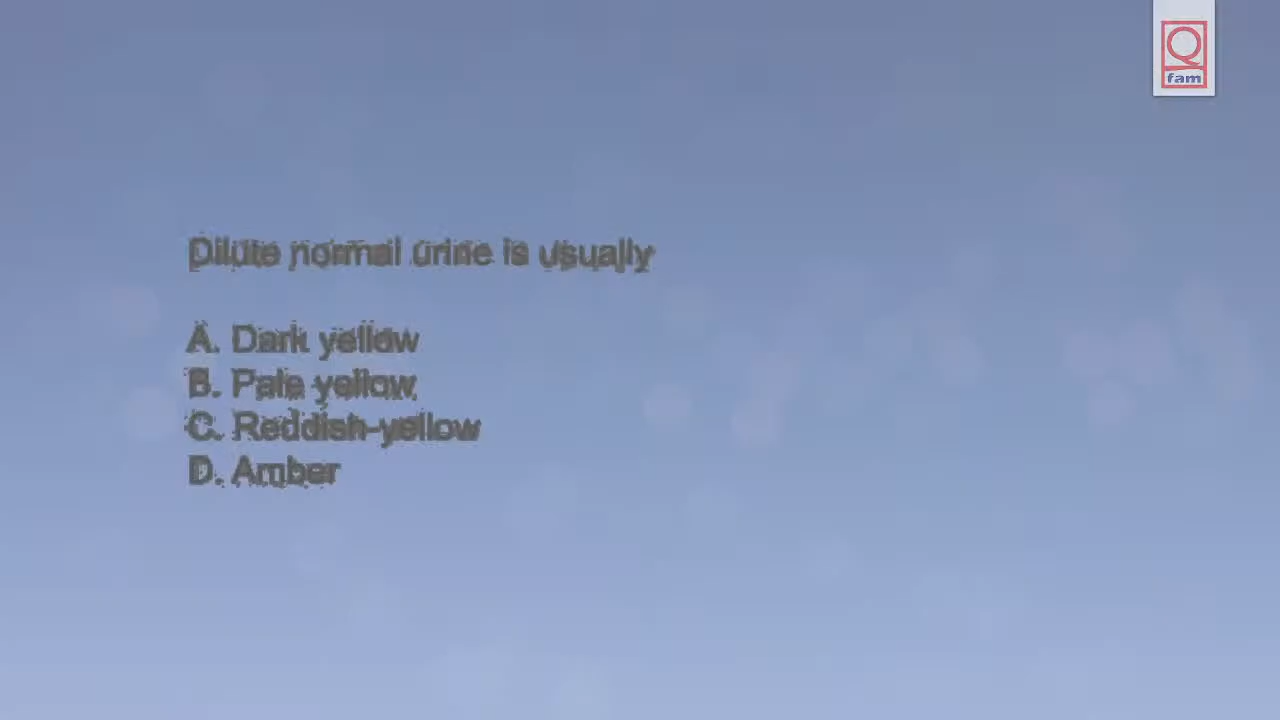 Q
fam
Dilute normal urine is usually
A. Dark yellow
B. Pale yellow
C. Reddish-yellow
D. Amber